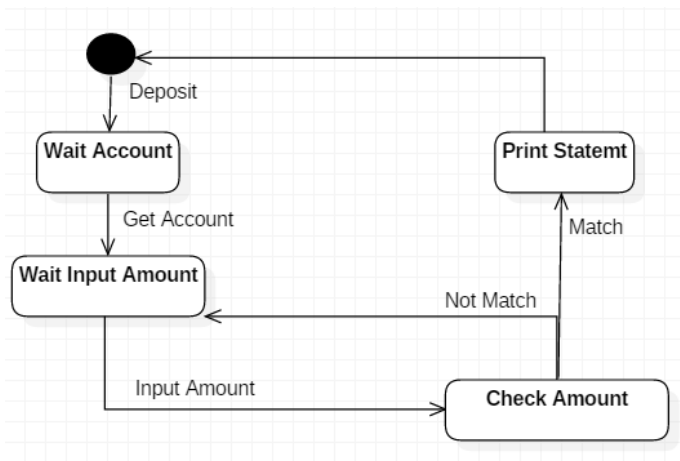 Deposit
Wait Account
Print Statemt
Get Account
Match
Wait Input Amount
Not Match
Input Amount
Check Amount